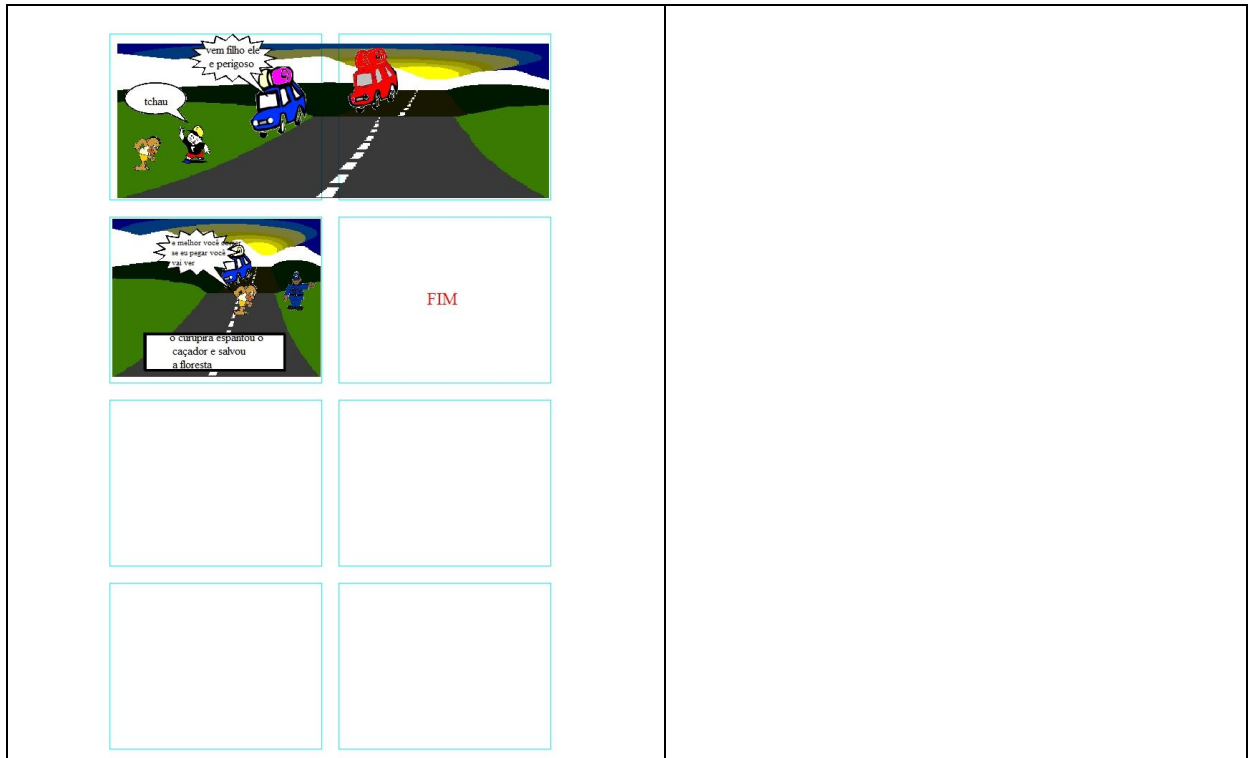 vem filho ele
e perigoso
tchau
e melhor você correr
se eu pegar você
vai ver
o curupira espantou o
caçador e salvou
a floresta
FIM